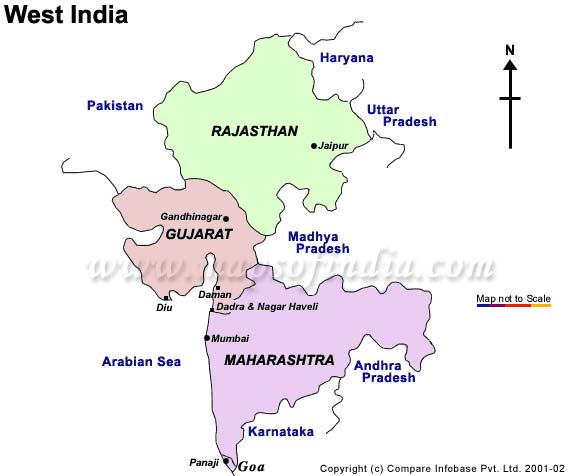 West India
N
Haryana
Pakistan
Uttar
Pradesh
RAJASTHAN
Jaipur
Gandhinagar
GUJARAT
Madhya
Pradesh
www.mapsofindia.com
Daman
Diu
Dadra & Nagar Haveli
Map not to Scale
Mumbai
Arabian Sea
MAHARASHTRA
Andhra
Pradesh
Karnataka
Panaji
Goa
Copyright (c) Compare Infobase Pvt. Ltd. 2001-02